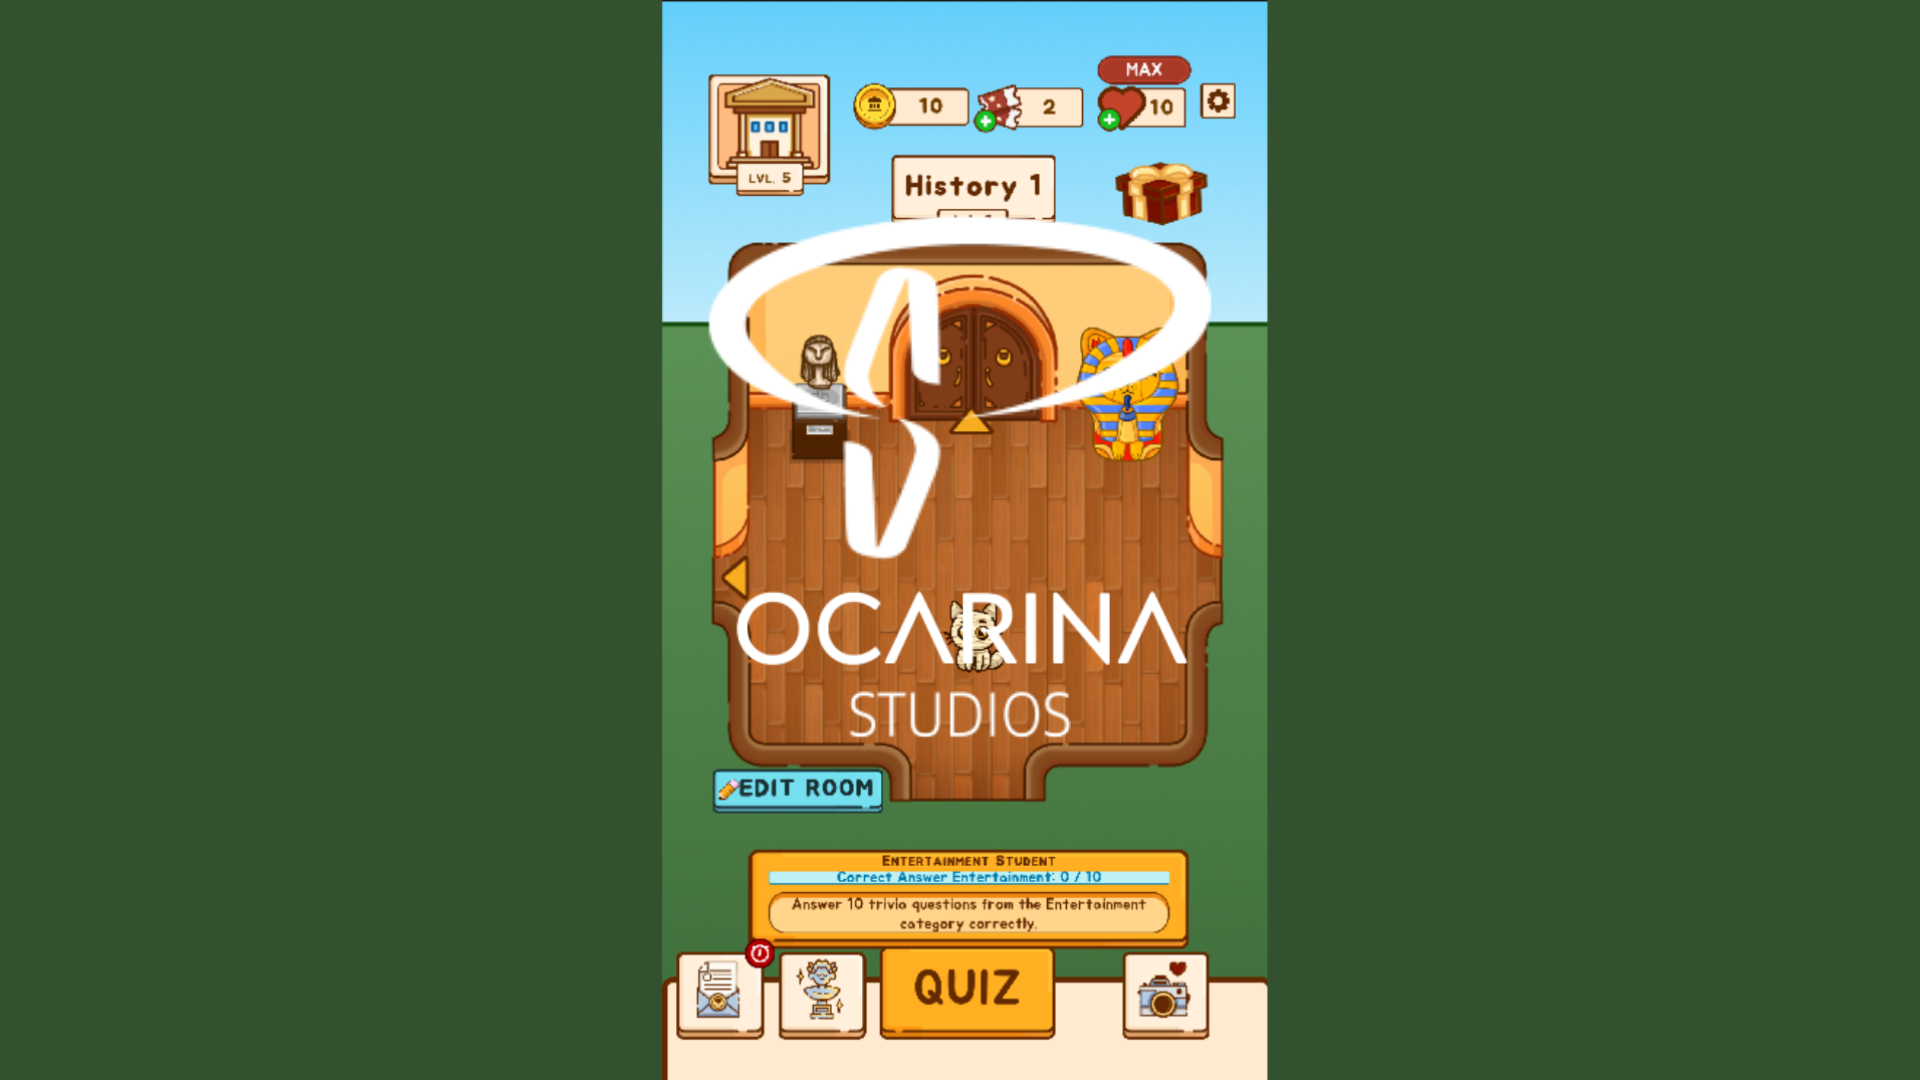 MAX
10
2
10
LVL. 5
History 1
OCARINA
STUDIOS
EDIT ROOM
ENTERTAINMENT STUDENT
Correct Answer Entertainment: 0 / 10
Answer 10 trivia questions from the Entertainment
category correctly.
QUIZ